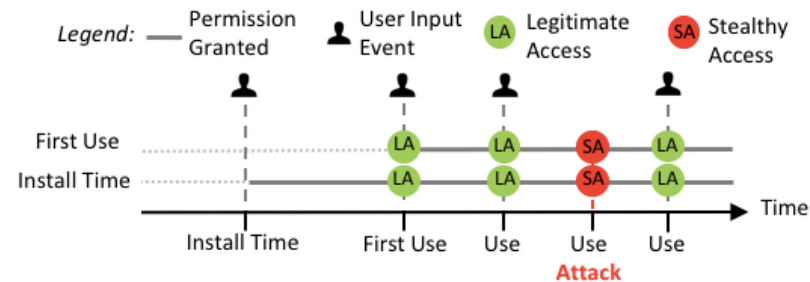 Legend:
Permission
Granted
User Input
Event
LA
Legitimate
Access
SA
Stealthy
Access
First Use
LA
LA
SA
LA
Install Time
LA
LA
SA
LA
Time
Install Time
First Use
Use
Use
Use
Attack